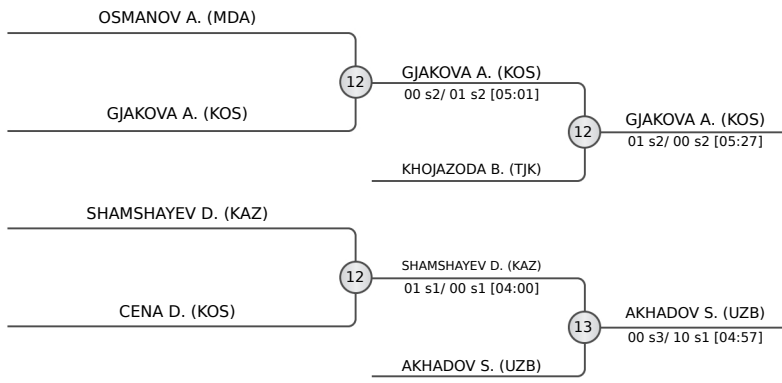 OSMANOV A. (MDA)
12
GJAKOVA A. (KOS)
00 s2/ 01 s2 [05:01]
GJAKOVA A. (KOS)
12
GJAKOVA A. (KOS)
01 s2/ 00 s2 [05:27]
KHOJAZODA B. (TJK)
SHAMSHAYEV D. (KAZ)
12
SHAMSHAYEV D. (KAZ)
01 s1/ 00 s1 [04:00]
CENA D. (KOS)
13
AKHADOV S. (UZB)
00 s3/ 10 s1 [04:57]
AKHADOV S. (UZB)